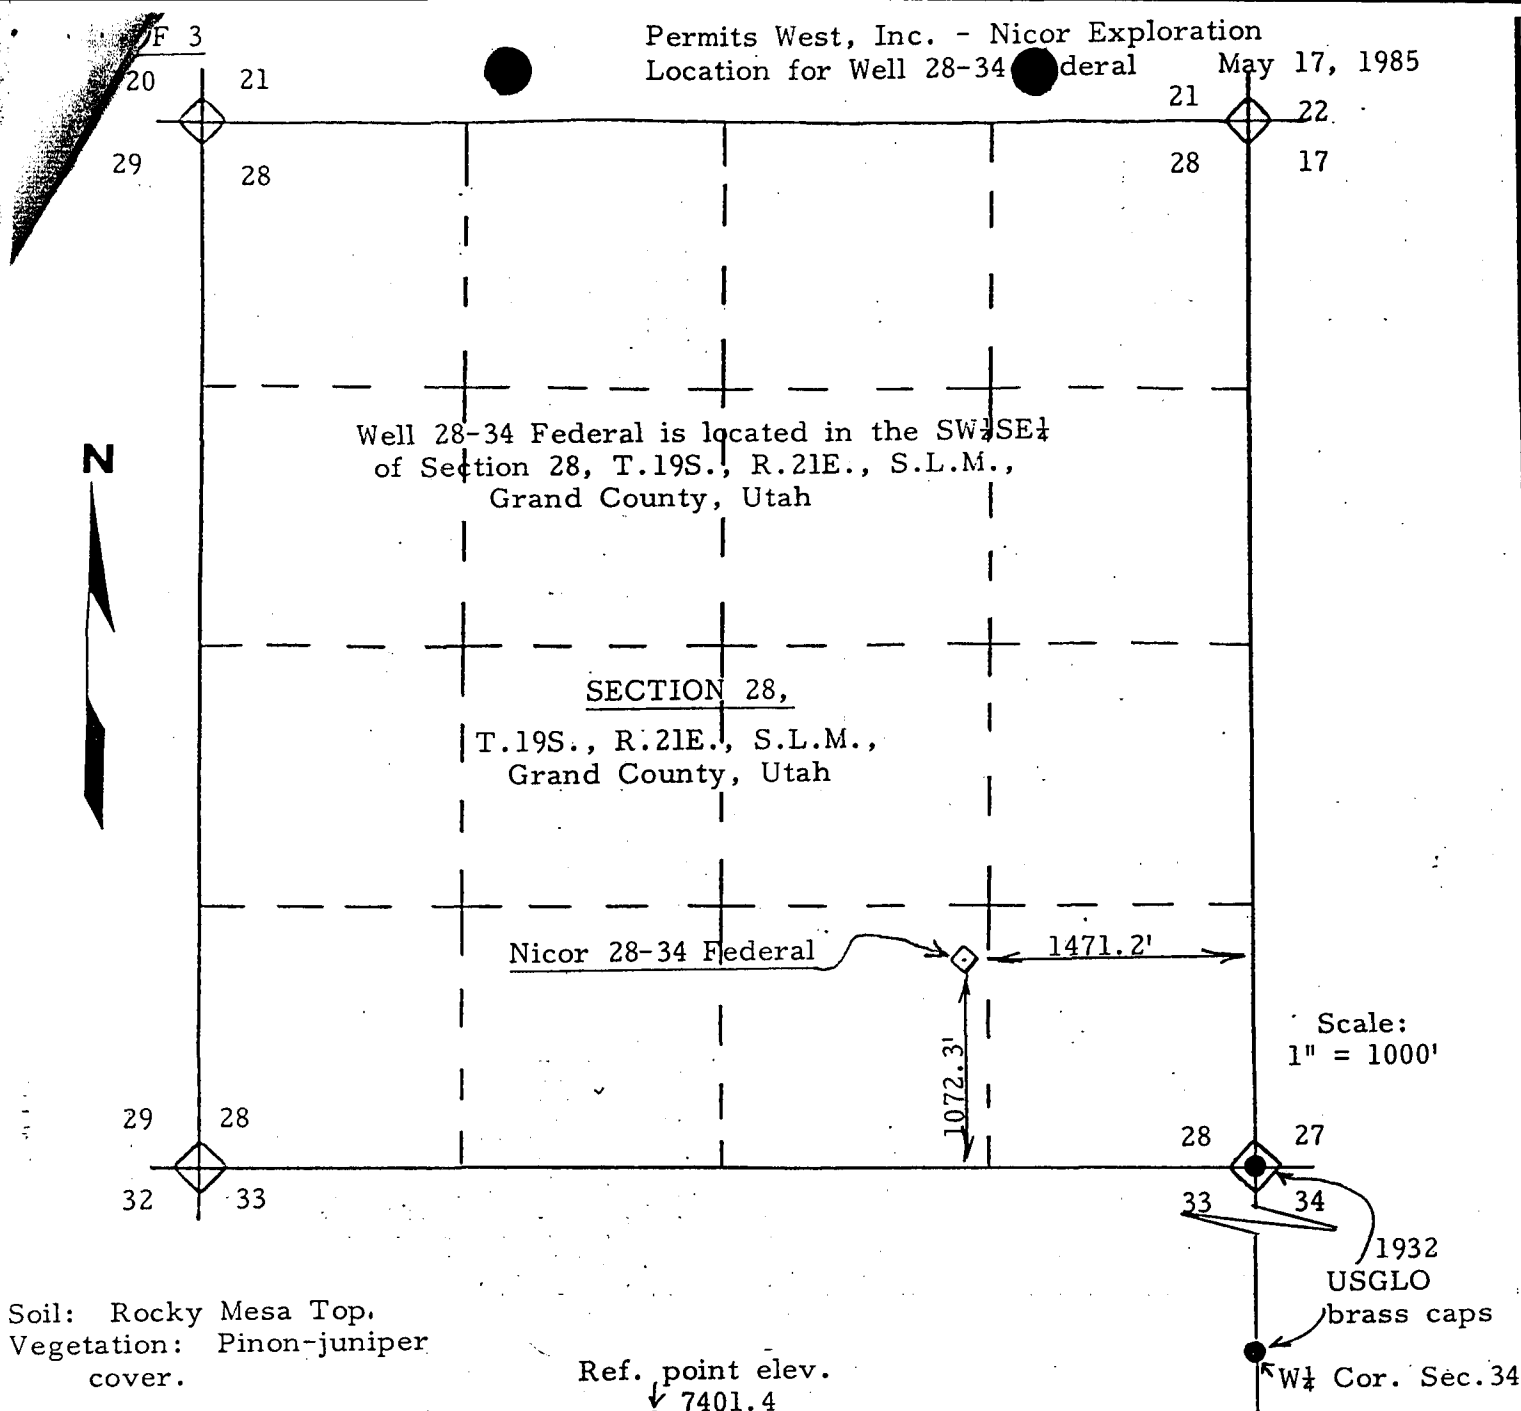 F 3
Permits West, Inc. - Nicor Exploration
Location for Well 28-34 deral May 17, 1985
20 21
21 22
29 28
28 17
Well 28-34 Federal is located in the SW¼SE¼
of Section 28, T.19S., R.21E., S.L.M.,
Grand County, Utah
N
SECTION 28,
T.19S., R.21E., S.L.M.,
Grand County, Utah
Nicor 28-34 Federal
1471.2'
1072.3'
Scale:
1" = 1000'
29 28
28 27
32 33
33 34
1932
USGLO
brass caps
Soil: Rocky Mesa Top.
Vegetation: Pinon-juniper
cover.
Ref. point elev.
7401.4
W¼ Cor. Sec.34